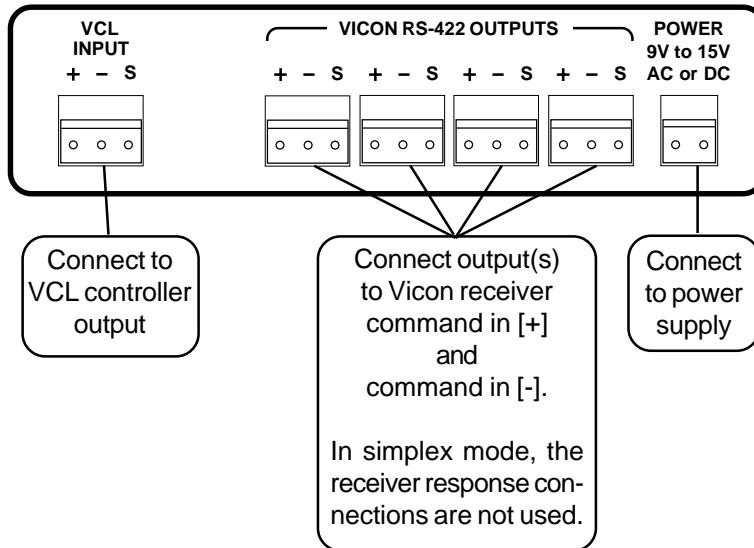 VCL
INPUT
+ – S
VICON RS-422 OUTPUTS
+ – S + – S + – S + – S
POWER
9V to 15V
AC or DC
Connect to
VCL controller
output
Connect output(s)
to Vicon receiver
command in [+]
and
command in [-].
In simplex mode, the
receiver response con-
nections are not used.
Connect
to power
supply